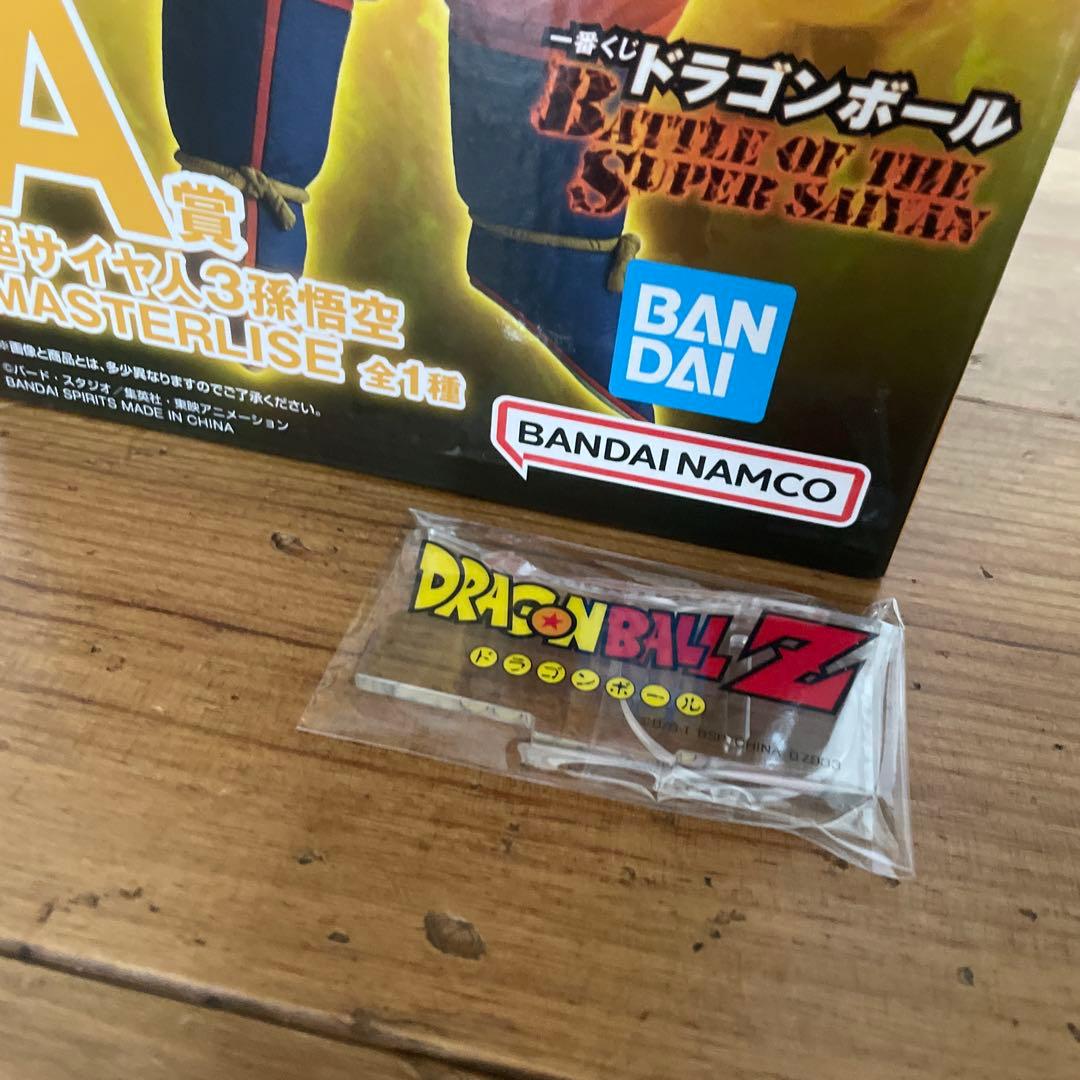 一番くじ
ドラゴンボール
BATTLE OF THE
SUPER SAIYAN
A賞
超サイヤ人3孫悟空
MASTERLISE 全1種
※画像と商品とは、多少異なりますのでご了承ください。
©バード・スタジオ／集英社・東映アニメーション
BANDAI SPIRITS MADE IN CHINA
BAN
DAI
BANDAI NAMCO
DRAGON BALL Z
ドラゴンボール
CHINA